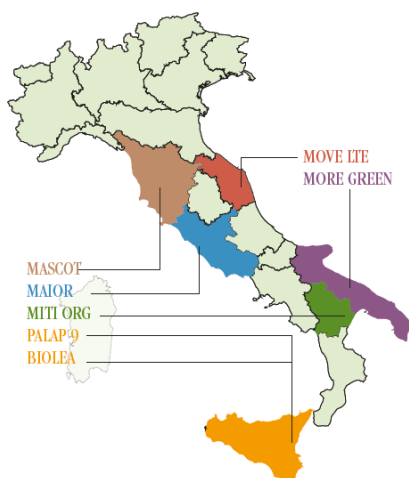 MOVE LTE
MORE GREEN
MASCOT
MAIOR
MITI ORG
PALAP'9
BIOLEA